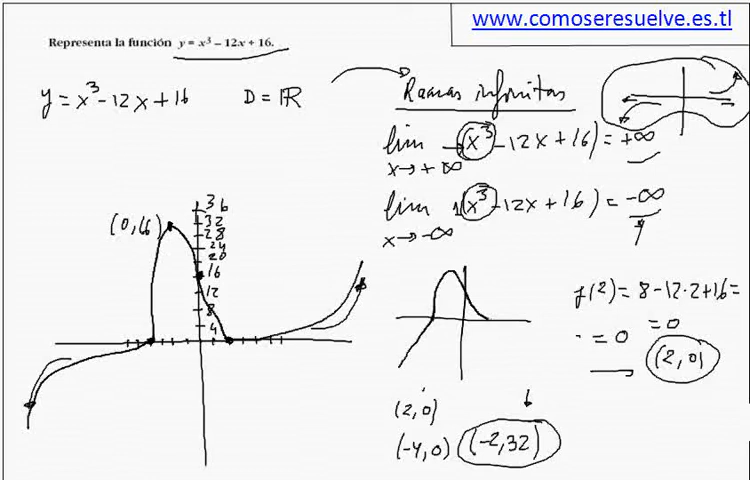 www.comoseresuelve.es.tl
Representa la función y = x³ – 12x + 16.
y = x³ - 12x + 16    D = ℝ
Ramas infinitas
lim (x³ - 12x + 16) = +∞
x → +∞
lim (x³ - 12x + 16) = -∞
x → -∞
(0,16)
36
32
28
24
20
16
12
8
4
f(2) = 8 - 12·2 + 16 =
= 0
= 0
(2,0)
(2,0)
(-4,0) (-2,32)